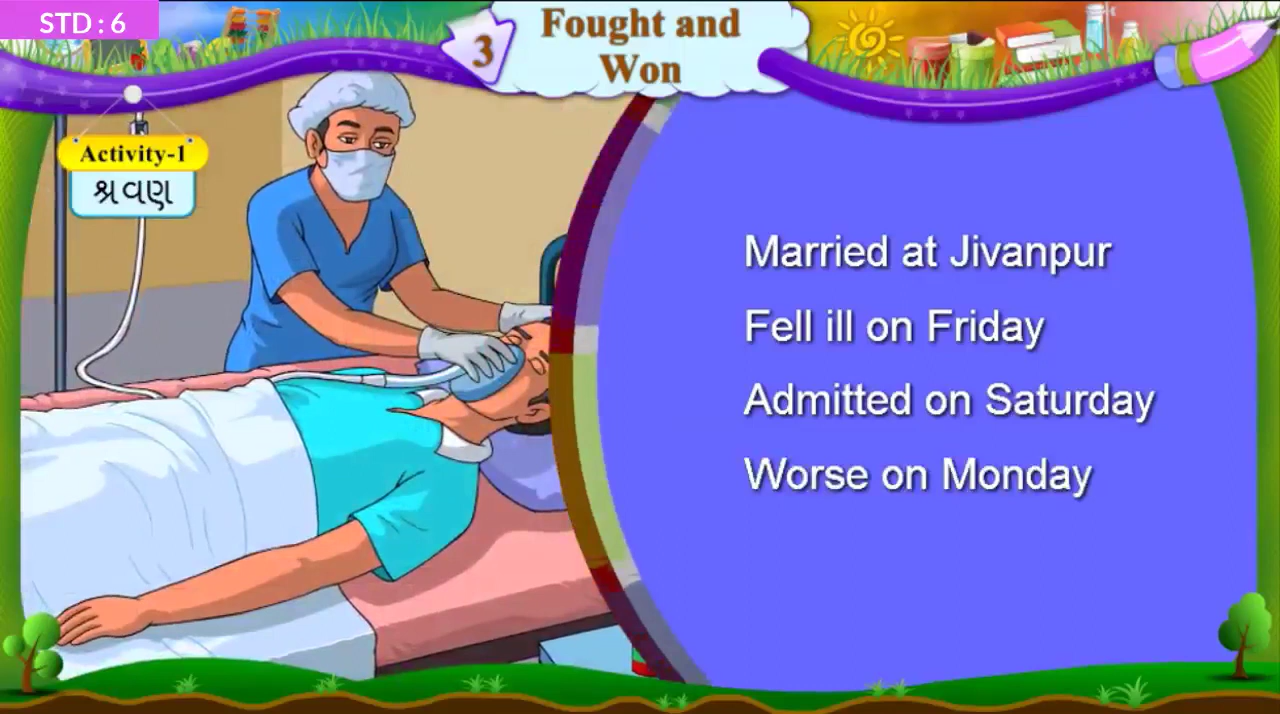 STD : 6
3
Fought and
Won
Activity-1
શ્રવણ
Married at Jivanpur
Fell ill on Friday
Admitted on Saturday
Worse on Monday